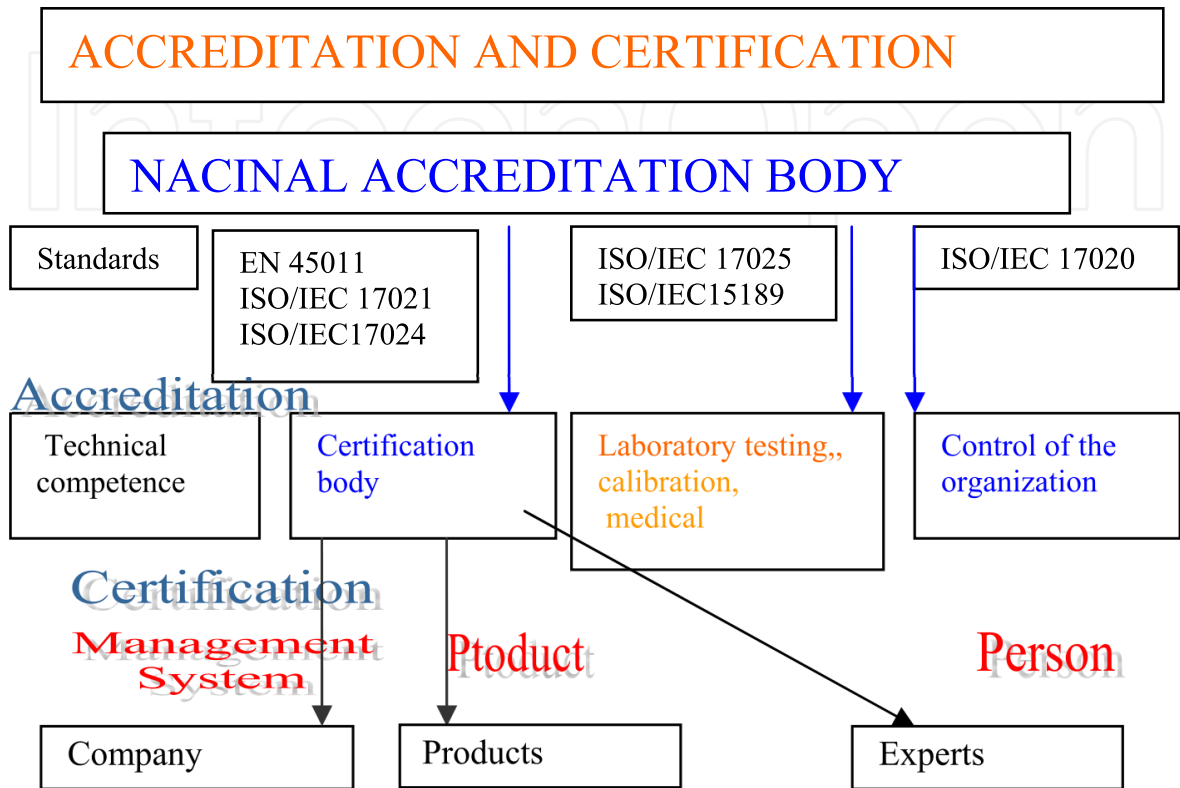 ACCREDITATION AND CERTIFICATION
NACINAL ACCREDITATION BODY
Standards
EN 45011
ISO/IEC 17021
ISO/IEC17024
ISO/IEC 17025
ISO/IEC15189
ISO/IEC 17020
Accreditation
Technical
competence
Certification
body
Laboratory testing,,
calibration,
medical
Control of the
organization
Certification
Management
System
Ptoduct
Person
Company
Products
Experts
IntechOpen